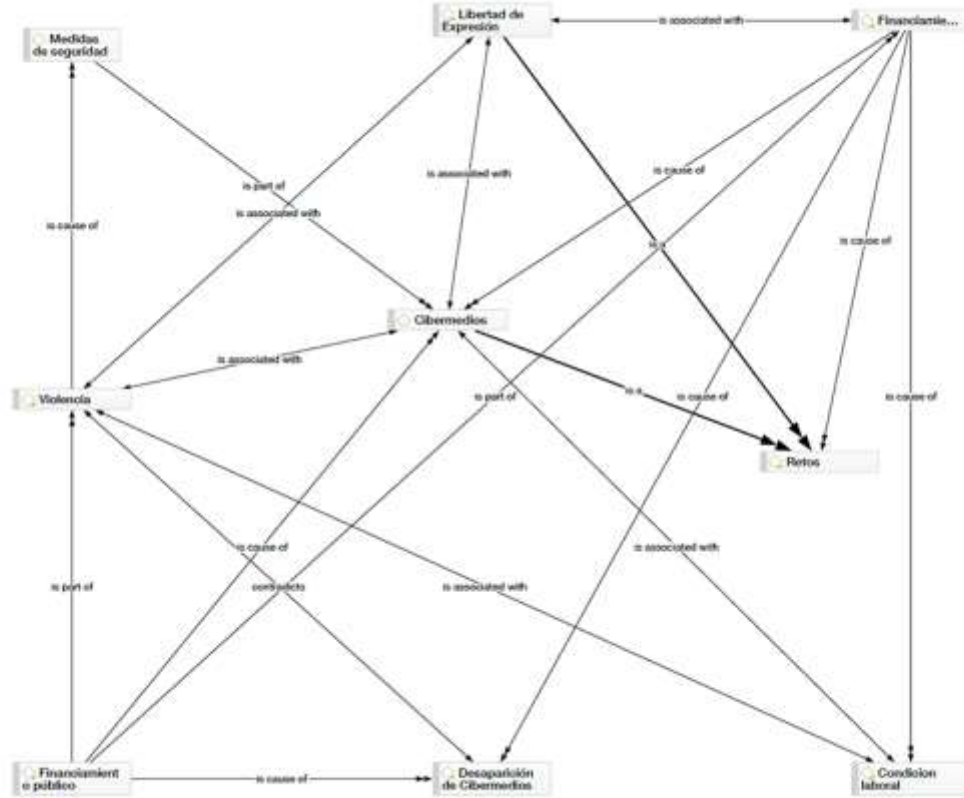 Libertad de
Expresión
is associated with
Financiamie...
Medidas
de seguridad
is cause of
is associated with
is part of
is associated with
is cause of
is a
is cause of
Cibermedios
is associated with
is a
is part of
is cause of
is cause of
Violencia
Retos
is cause of
is associated with
is part of
contradicts
is associated with
Financiamient
o público
is cause of
Desaparición
de Cibermedios
Condicion
laboral